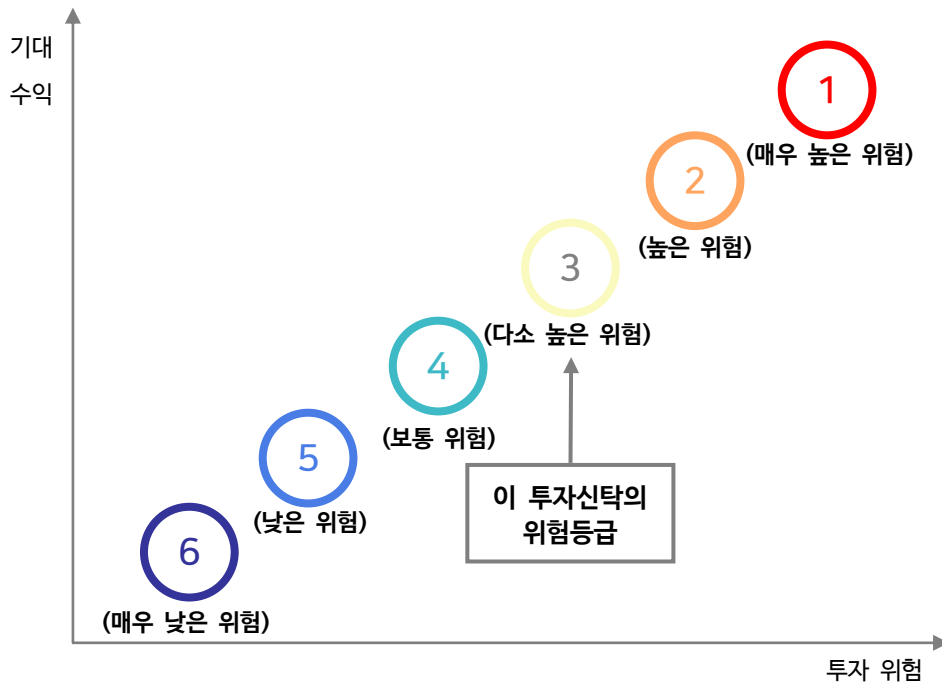 기대
수익
1
(매우 높은 위험)
2
(높은 위험)
3
(다소 높은 위험)
4
(보통 위험)
5
(낮은 위험)
이 투자신탁의
위험등급
6
(매우 낮은 위험)
투자 위험